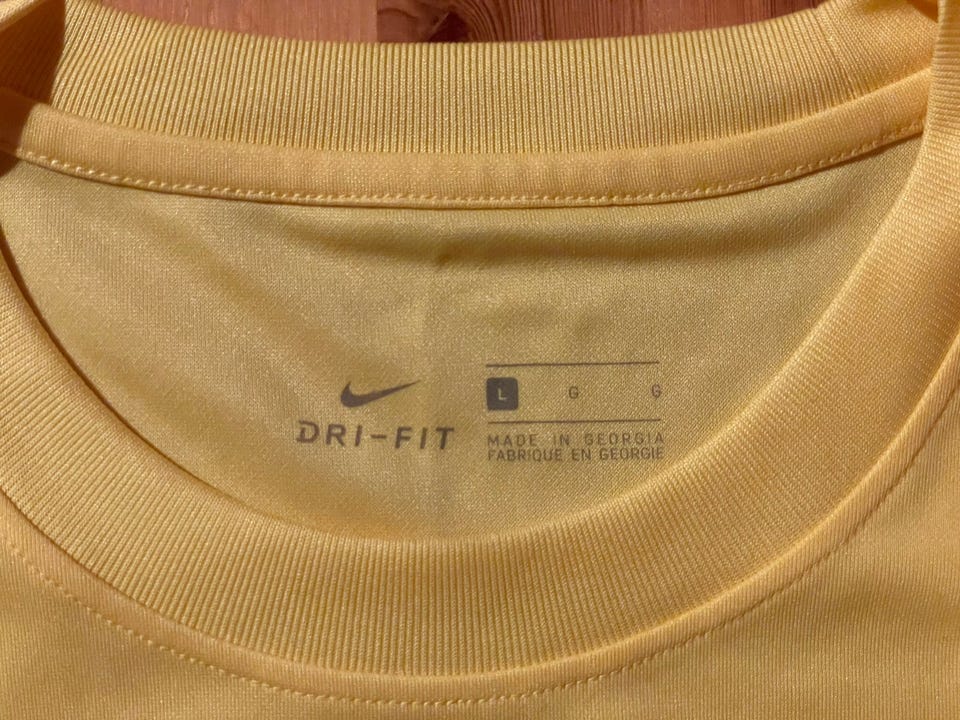 DRI-FIT
L G G
MADE IN GEORGIA
FABRIQUE EN GEORGIE